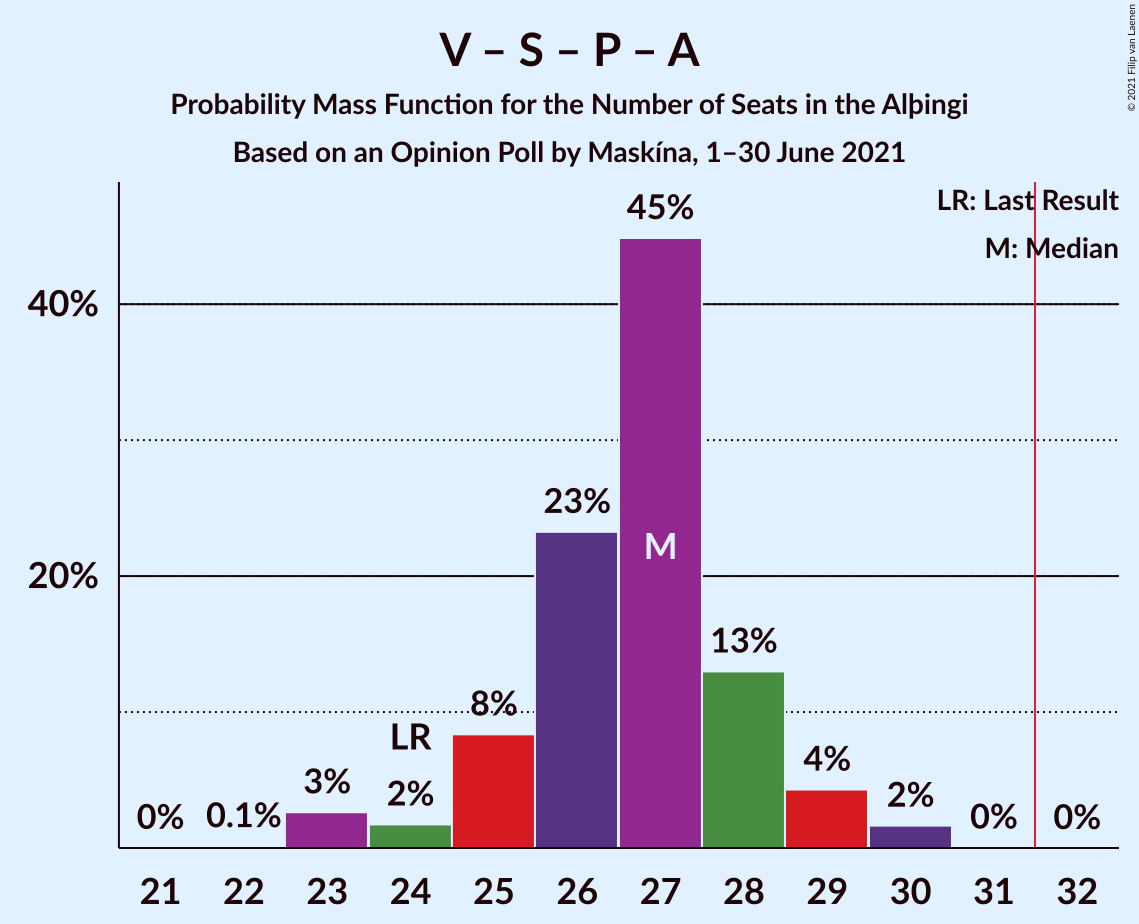 V – S – P – A
Probability Mass Function for the Number of Seats in the Alþingi
Based on an Opinion Poll by Maskína, 1–30 June 2021
© 2021 Filip van Laenen
LR: Last Result
M: Median
40%
20%
0%
0.1%
3%
2%
LR
8%
23%
45%
M
13%
4%
2%
0%
0%
21 22 23 24 25 26 27 28 29 30 31 32